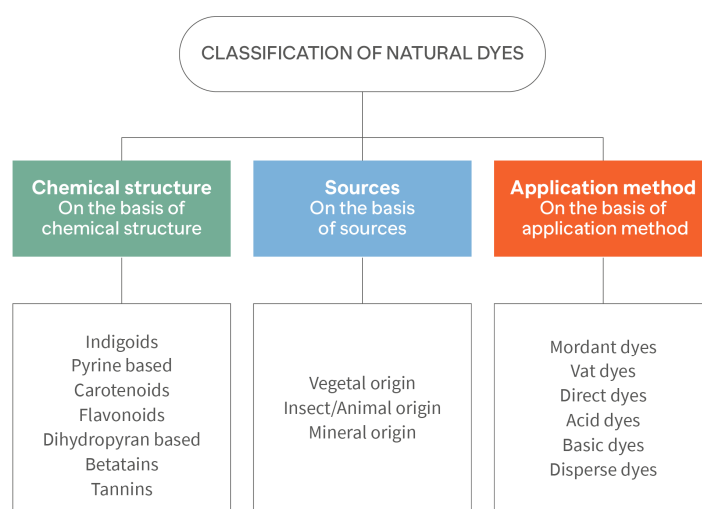 CLASSIFICATION OF NATURAL DYES
Chemical structure
On the basis of
chemical structure
Sources
On the basis
of sources
Application method
On the basis of
application method
Indigoids
Pyrine based
Carotenoids
Flavonoids
Dihydropyran based
Betatains
Tannins
Vegetal origin
Insect/Animal origin
Mineral origin
Mordant dyes
Vat dyes
Direct dyes
Acid dyes
Basic dyes
Disperse dyes